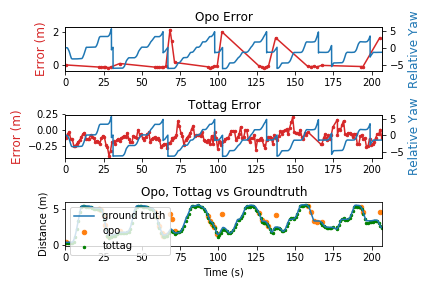 Opo Error
Error (m)
2
0
5
0
−5
Relative Yaw
0 25 50 75 100 125 150 175 200
Tottag Error
Error (m)
0.25
0.00
−0.25
5
0
−5
Relative Yaw
0 25 50 75 100 125 150 175 200
Opo, Tottag vs Groundtruth
Distance (m)
5
0
ground truth
opo
tottag
0 25 50 75 100 125 150 175 200
Time (s)